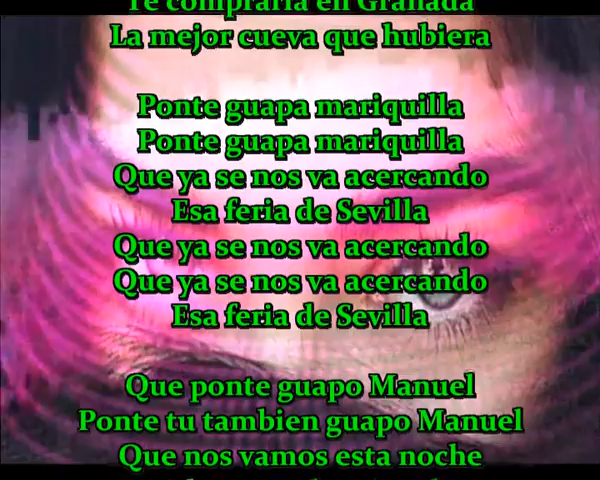 Te compraria en Granada
La mejor cueva que hubiera
Ponte guapa mariquilla
Ponte guapa mariquilla
Que ya se nos va acercando
Esa feria de Sevilla
Que ya se nos va acercando
Que ya se nos va acercando
Esa feria de Sevilla
Que ponte guapo Manuel
Ponte tu tambien guapo Manuel
Que nos vamos esta noche